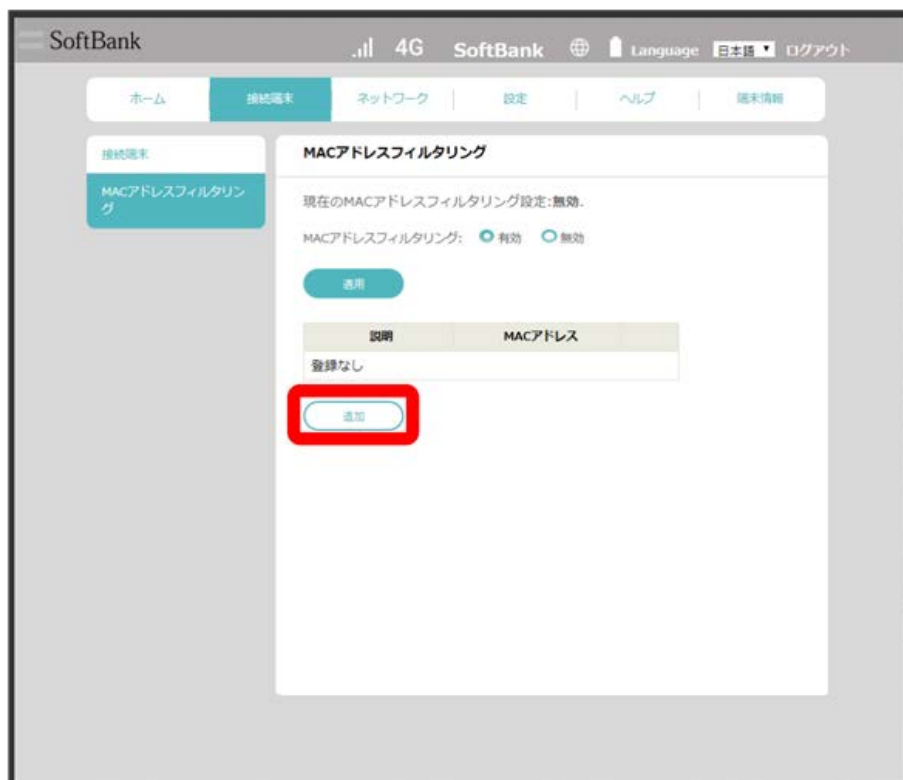 SoftBank
4G SoftBank Language 日本語 ログアウト
ホーム 接続端末 ネットワーク 設定 ヘルプ 端末情報
接続端末
MACアドレスフィルタリン
グ
MACアドレスフィルタリング
現在のMACアドレスフィルタリング設定:無効.
MACアドレスフィルタリング: 有効 無効
適用
説明 MACアドレス
登録なし
追加